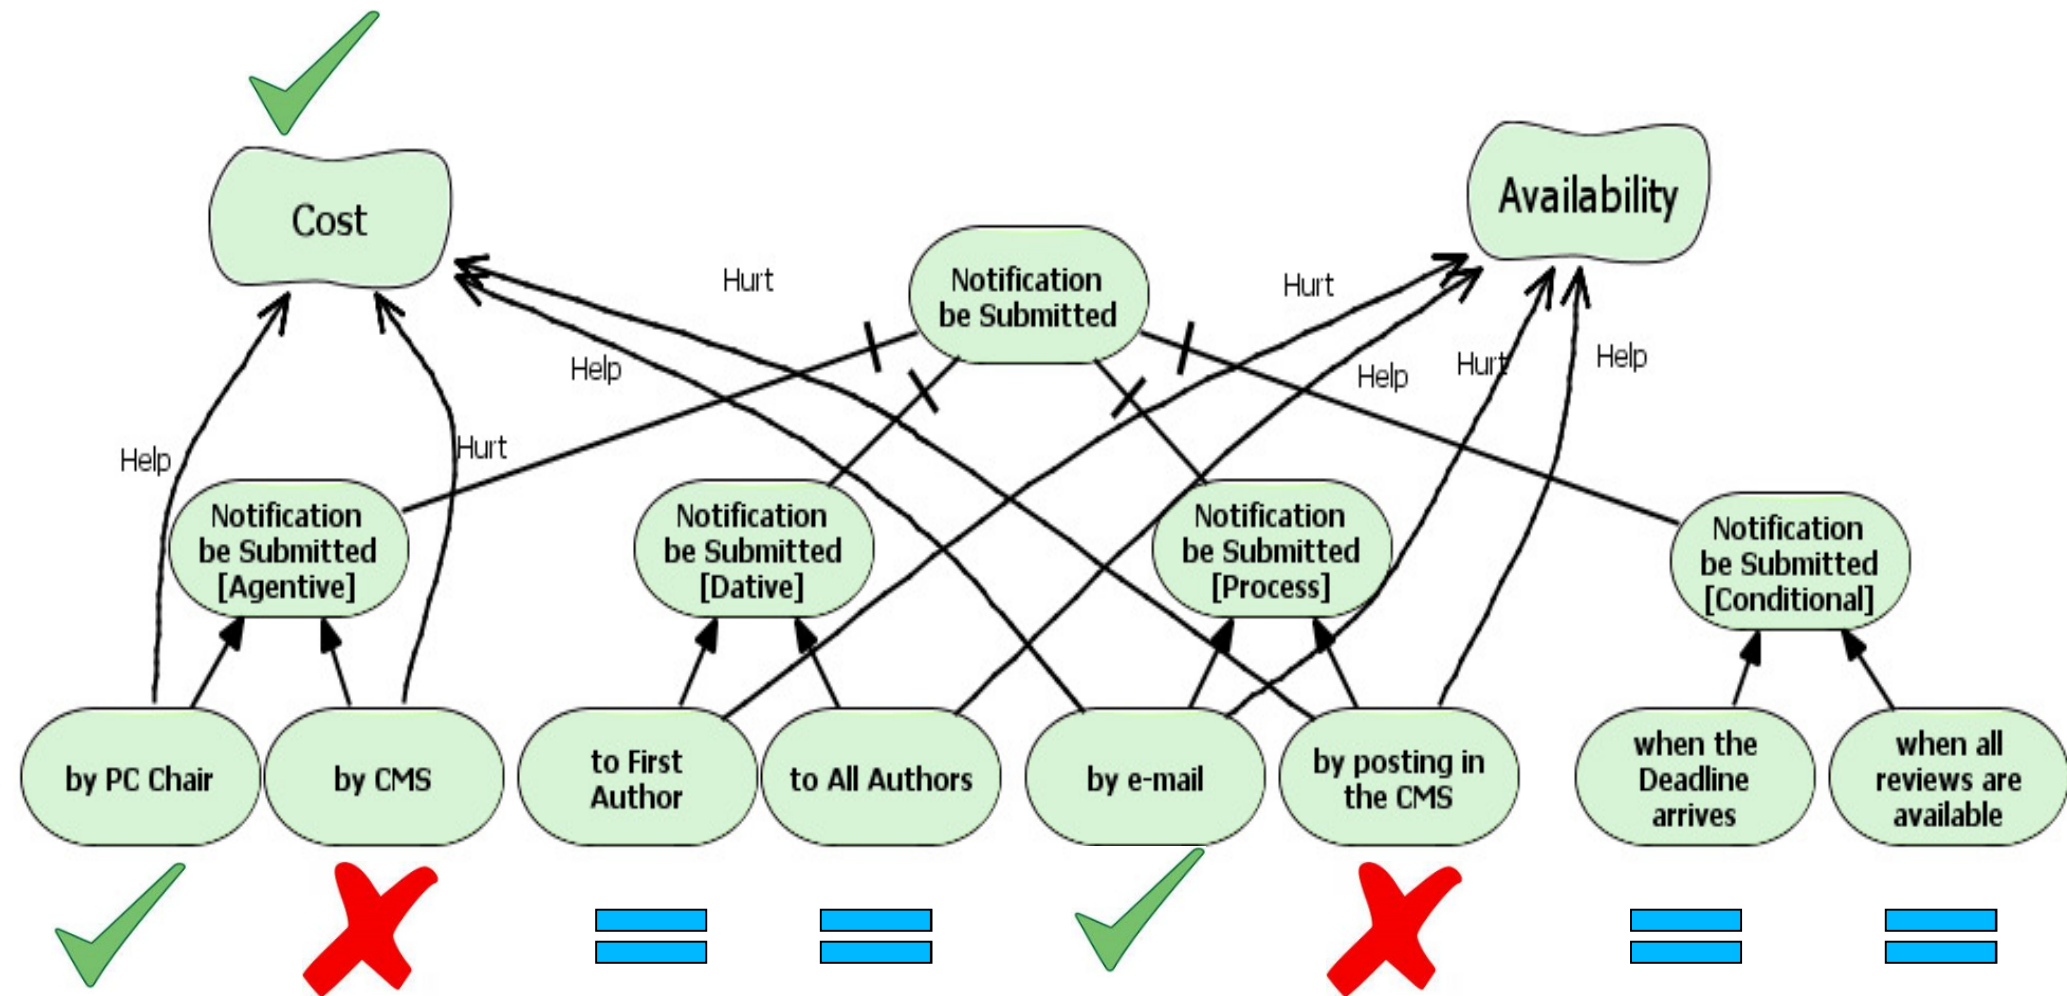 Cost
Availability
Notification
be Submitted
Hurt
Hurt
Help
Help
Hurt
Help
Help
Hurt
Notification
be Submitted
[Agentive]
Notification
be Submitted
[Dative]
Notification
be Submitted
[Process]
Notification
be Submitted
[Conditional]
by PC Chair
by CMS
to First
Author
to All Authors
by e-mail
by posting in
the CMS
when the
Deadline
arrives
when all
reviews are
available